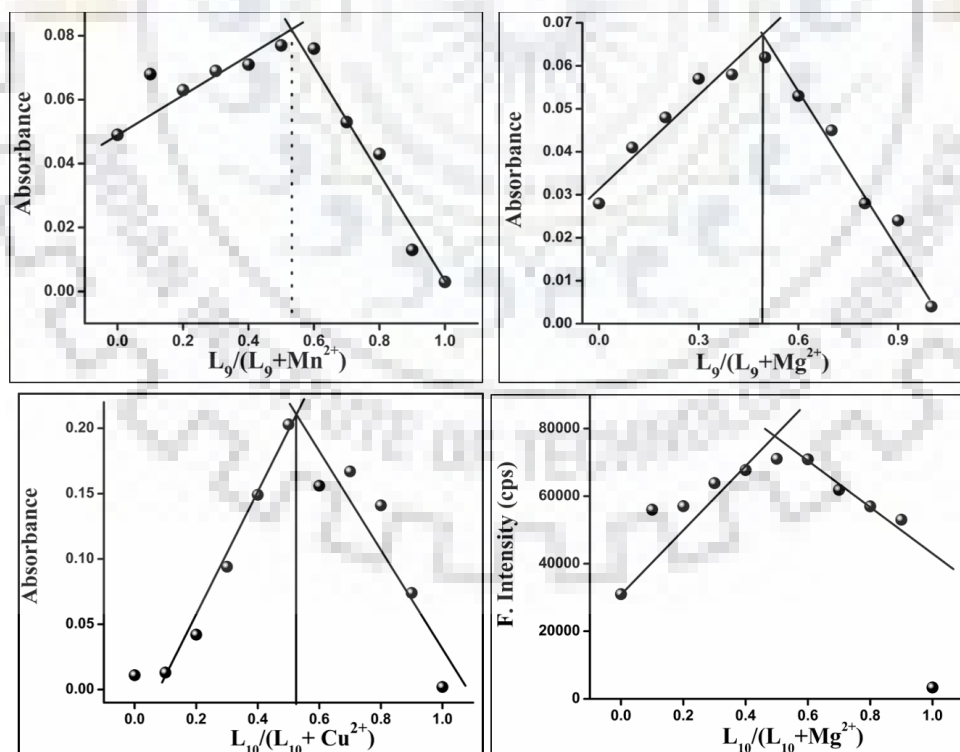 0.08
0.06
0.04
0.02
0.00
Absorbance
0.0 0.2 0.4 0.6 0.8 1.0
L₉/(L₉+Mn²⁺)
0.07
0.06
0.05
0.04
0.03
0.02
0.01
0.00
Absorbance
0.0 0.3 0.6 0.9
L₉/(L₉+Mg²⁺)
0.20
0.15
0.10
0.05
0.00
Absorbance
0.0 0.2 0.4 0.6 0.8 1.0
L₁₀/(L₁₀+ Cu²⁺)
80000
60000
40000
20000
0
F. Intensity (cps)
0.0 0.2 0.4 0.6 0.8 1.0
L₁₀/(L₁₀+Mg²⁺)